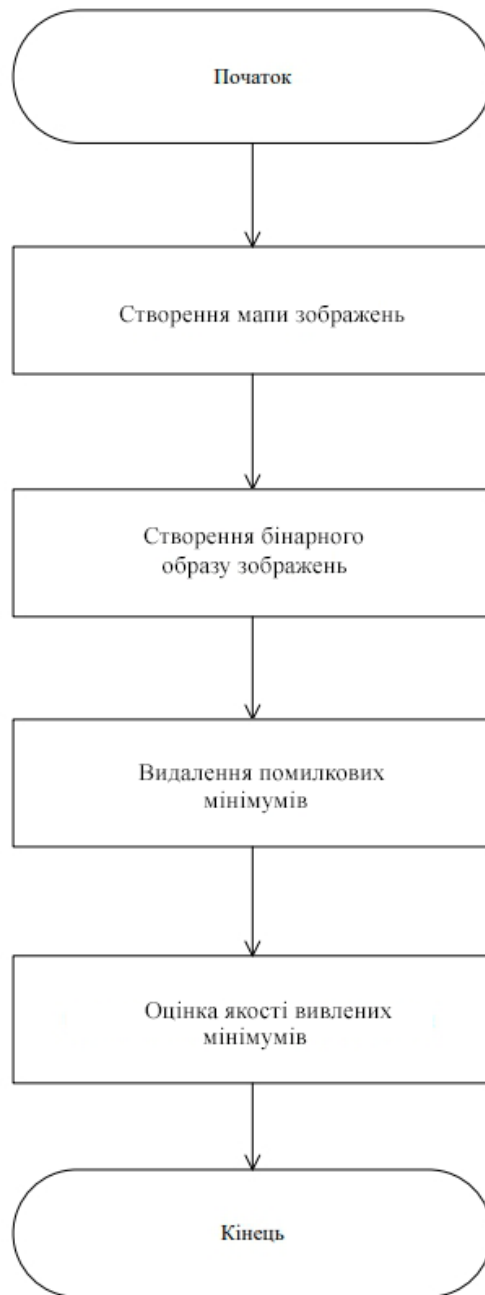 Початок
Створення мапи зображень
Створення бінарного
образу зображень
Видалення помилкових
мінімумів
Оцінка якості вивлених
мінімумів
Кінець